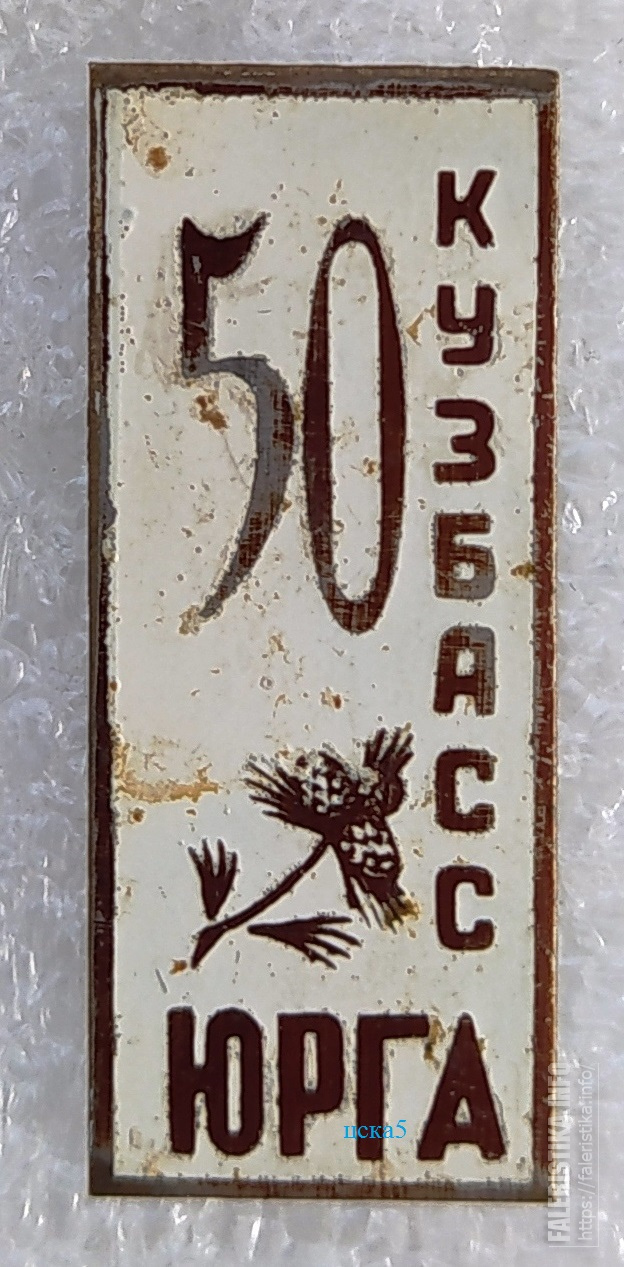 50
КУЗБАСС
ЮРГА
цска5
FALERISTIKA.INFO
https://faleristika.info/